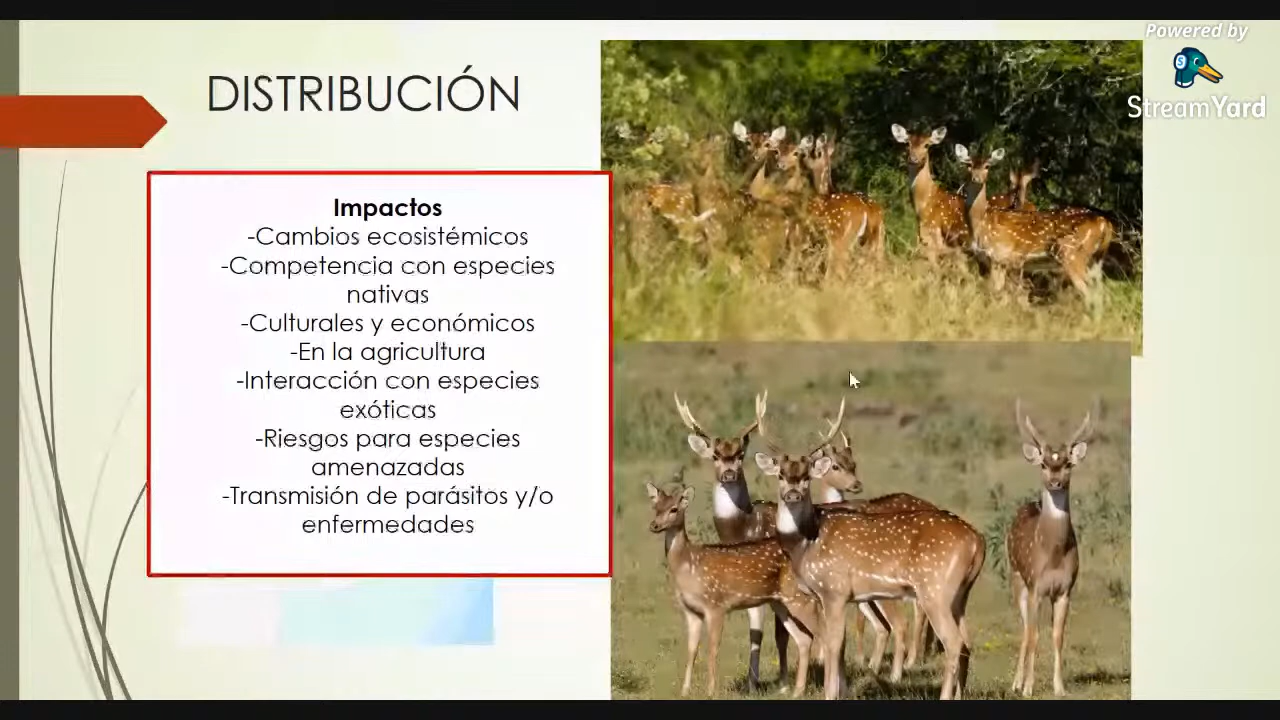 Powered by
StreamYard
DISTRIBUCIÓN
Impactos
-Cambios ecosistémicos
-Competencia con especies
nativas
-Culturales y económicos
-En la agricultura
-Interacción con especies
exóticas
-Riesgos para especies
amenazadas
-Transmisión de parásitos y/o
enfermedades